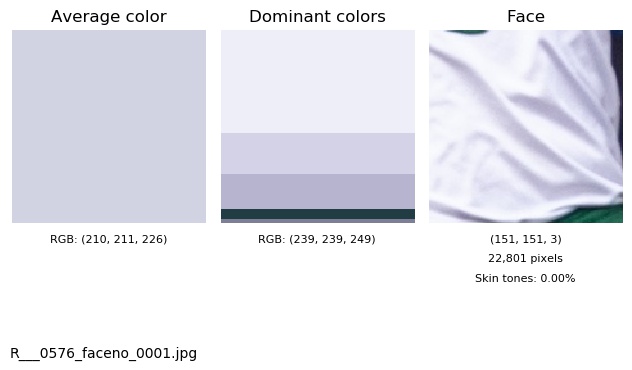 Average color
Dominant colors
Face
RGB: (210, 211, 226)
RGB: (239, 239, 249)
(151, 151, 3)
22,801 pixels
Skin tones: 0.00%
R___0576_faceno_0001.jpg